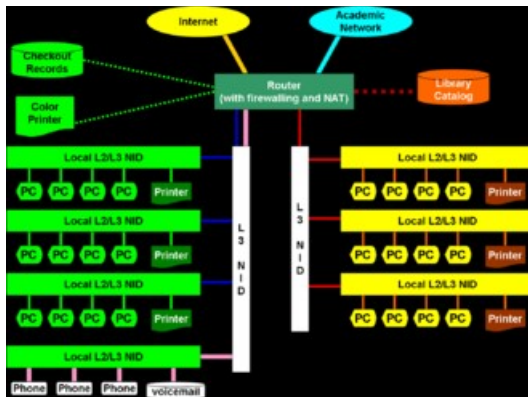 Internet
Academic
Network
Checkout
Records
Router
(with firewalling and NAT)
Library
Catalog
Color
Printer
Local L2/L3 NID
PC PC PC PC Printer
Local L2/L3 NID
PC PC PC PC Printer
Local L2/L3 NID
PC PC PC PC Printer
Local L2/L3 NID
Phone Phone Phone voicemail
L3 NID
L3 NID
Local L2/L3 NID
PC PC PC PC Printer
Local L2/L3 NID
PC PC PC PC Printer
Local L2/L3 NID
PC PC PC PC Printer